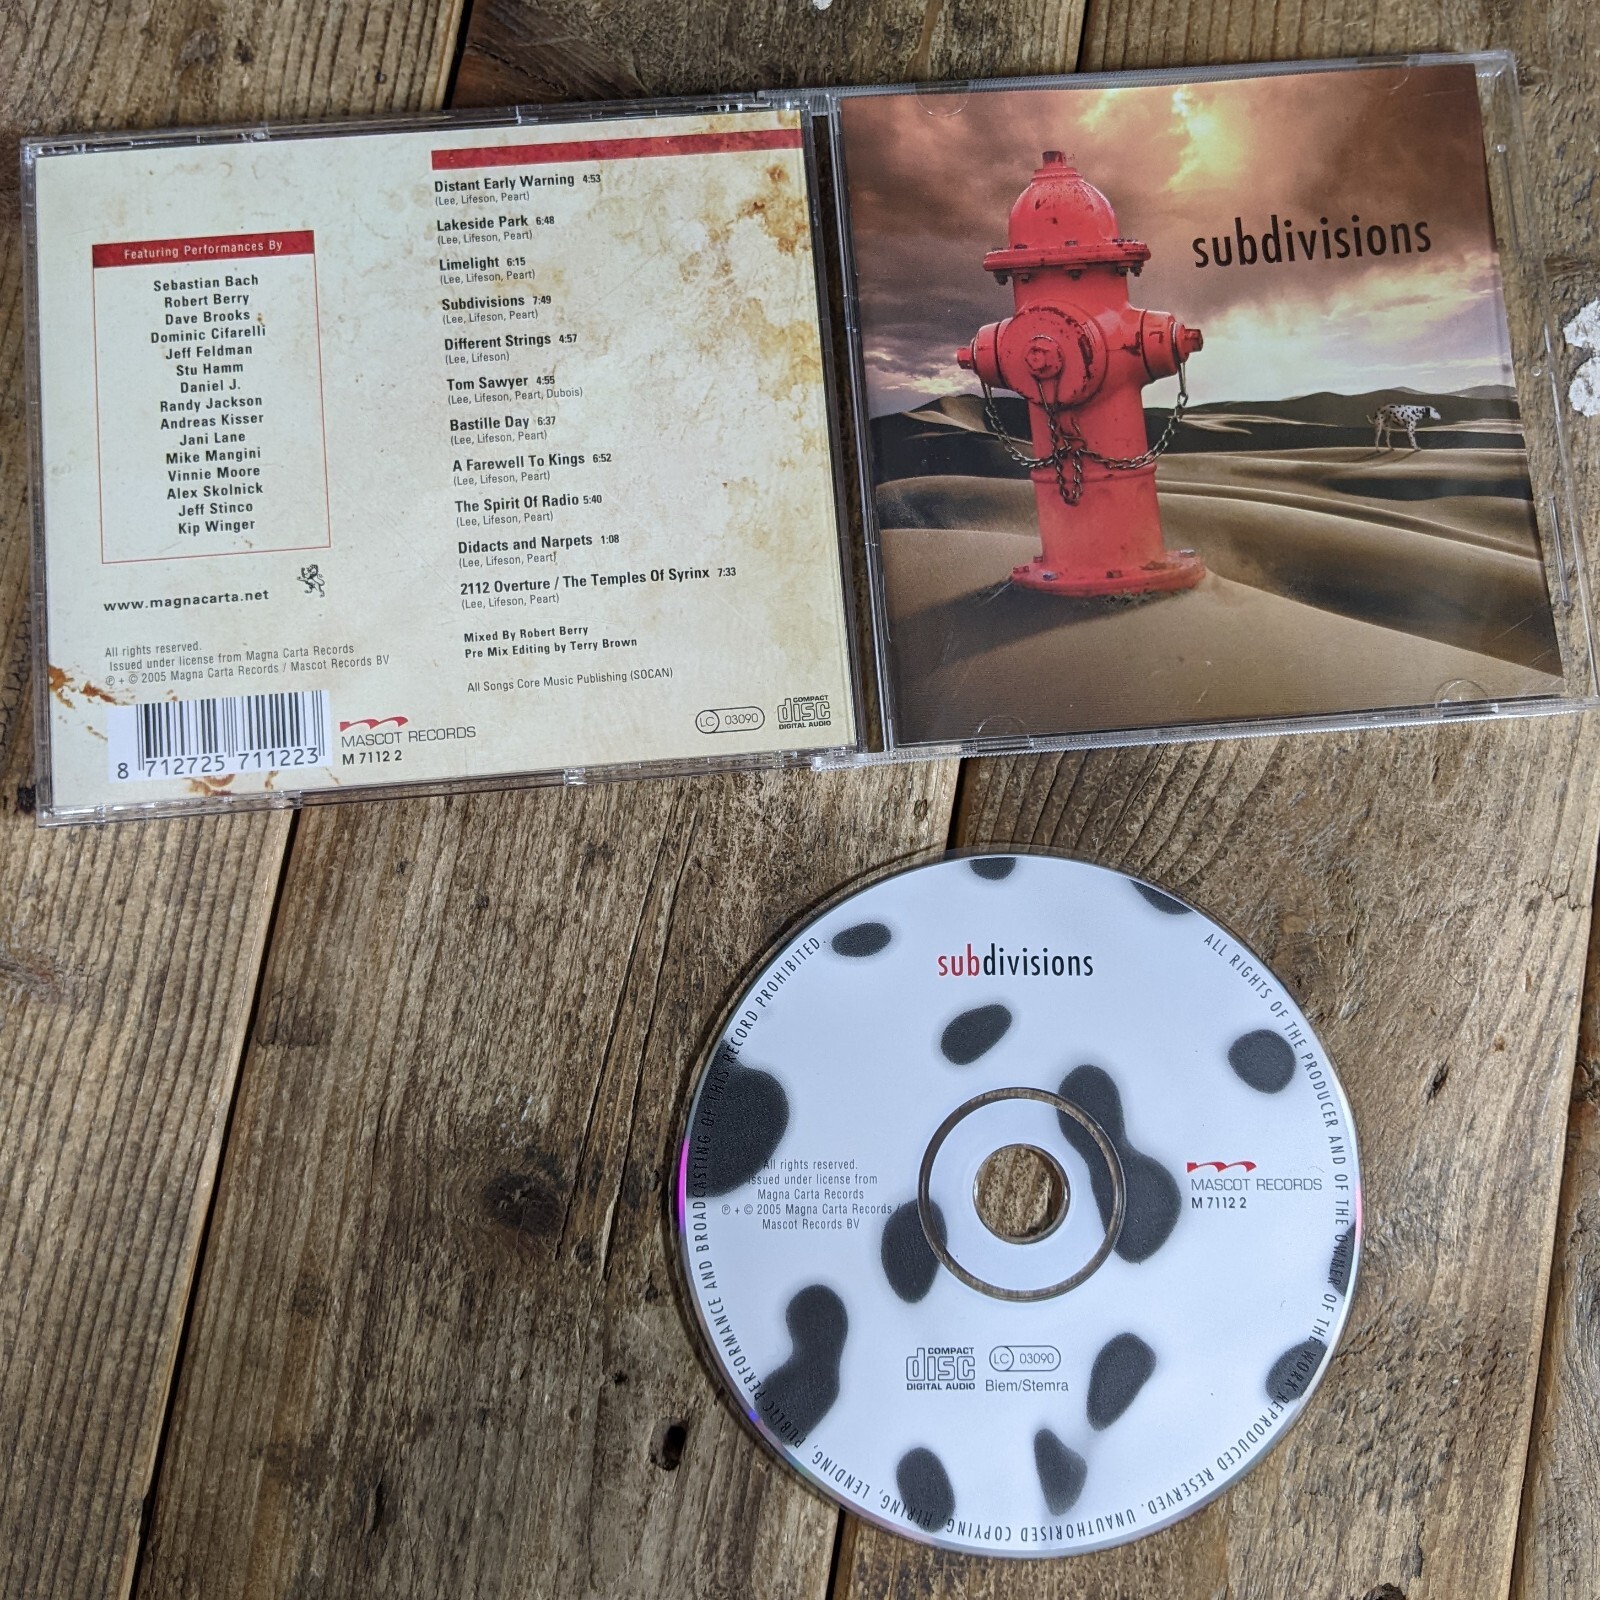 Featuring Performances By
Sebastian Bach
Robert Berry
Dave Brooks
Dominic Cifarelli
Jeff Feldman
Stu Hamm
Daniel J.
Randy Jackson
Andreas Kisser
Jani Lane
Mike Mangini
Vinnie Moore
Alex Skolnick
Jeff Stinco
Kip Winger
www.magnacarta.net
All rights reserved.
Issued under license from Magna Carta Records
℗ + © 2005 Magna Carta Records / Mascot Records BV
8 712725 711223
MASCOT RECORDS
M 7112 2
Distant Early Warning 4:53
(Lee, Lifeson, Peart)
Lakeside Park 6:48
(Lee, Lifeson, Peart)
Limelight 6:15
(Lee, Lifeson, Peart)
Subdivisions 7:49
(Lee, Lifeson, Peart)
Different Strings 4:57
(Lee, Lifeson)
Tom Sawyer 4:55
(Lee, Lifeson, Peart, Dubois)
Bastille Day 6:37
(Lee, Lifeson, Peart)
A Farewell To Kings 6:52
(Lee, Lifeson, Peart)
The Spirit Of Radio 5:40
(Lee, Lifeson, Peart)
Didacts and Narpets 1:08
(Lee, Lifeson, Peart)
2112 Overture / The Temples Of Syrinx 7:33
(Lee, Lifeson, Peart)
Mixed By Robert Berry
Pre Mix Editing by Terry Brown
All Songs Core Music Publishing (SOCAN)
LC 03090
COMPACT
disc
DIGITAL AUDIO
subdivisions
subdivisions
ALL RIGHTS OF THE PRODUCER AND OF THE OWNER OF THE WORK REPRODUCED RESERVED. UNAUTHORISED COPYING, HIRING, LENDING, PUBLIC PERFORMANCE AND BROADCASTING OF THIS RECORD PROHIBITED.
All rights reserved.
Issued under license from
Magna Carta Records
℗ + © 2005 Magna Carta Records /
Mascot Records BV
MASCOT RECORDS
M 7112 2
COMPACT
disc
DIGITAL AUDIO
LC 03090
Biem/Stemra